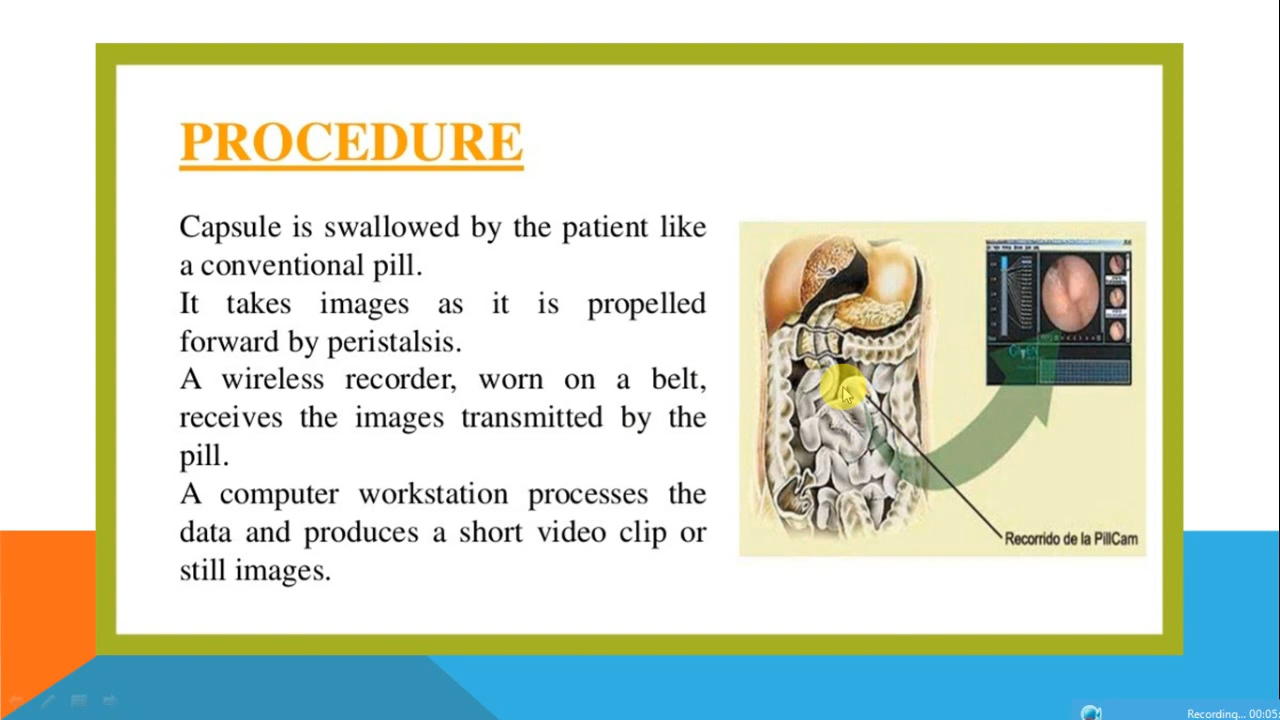 PROCEDURE
Capsule is swallowed by the patient like
a conventional pill.
It takes images as it is propelled
forward by peristalsis.
A wireless recorder, worn on a belt,
receives the images transmitted by the
pill.
A computer workstation processes the
data and produces a short video clip or
still images.
Recorrido de la PillCam
Recording... 00:05